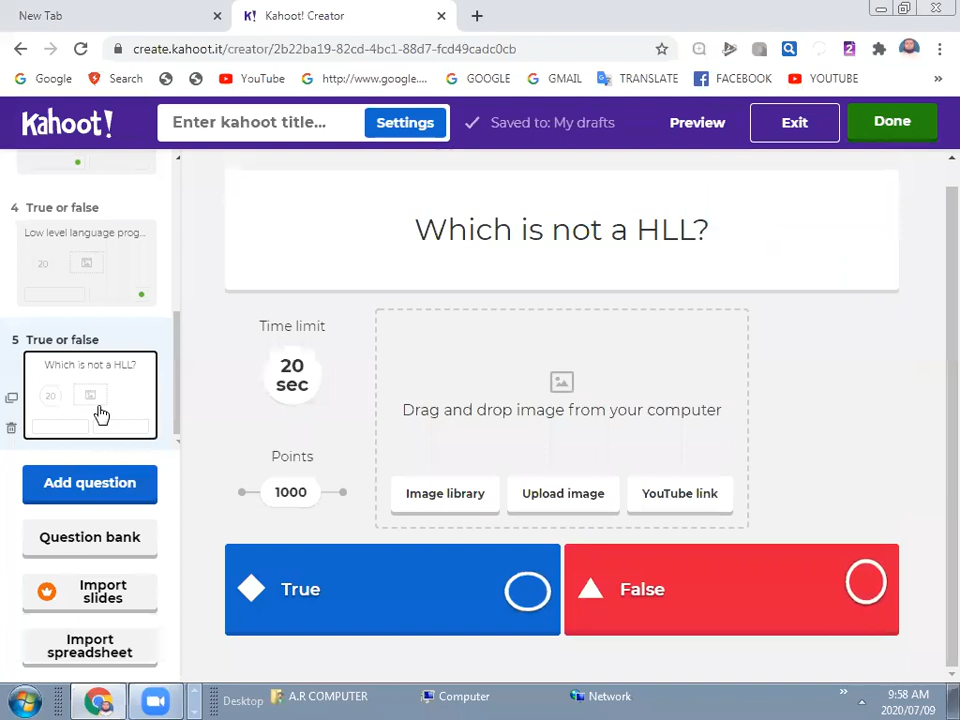 New Tab
K! Kahoot! Creator
create.kahoot.it/creator/2b22ba19-82cd-4bc1-88d7-fcd49cadc0cb
2
Google
Search
YouTube
http://www.google....
GOOGLE
GMAIL
TRANSLATE
FACEBOOK
YOUTUBE
»
Kahoot!
Enter kahoot title...
Settings
Saved to: My drafts
Preview
Exit
Done
4 True or false
Low level language prog...
20
5 True or false
Which is not a HLL?
20
Add question
Question bank
Import
slides
Import
spreadsheet
Which is not a HLL?
Time limit
20
sec
Points
1000
Drag and drop image from your computer
Image library
Upload image
YouTube link
True
False
Desktop
A.R COMPUTER
Computer
Network
»
9:58 AM
2020/07/09